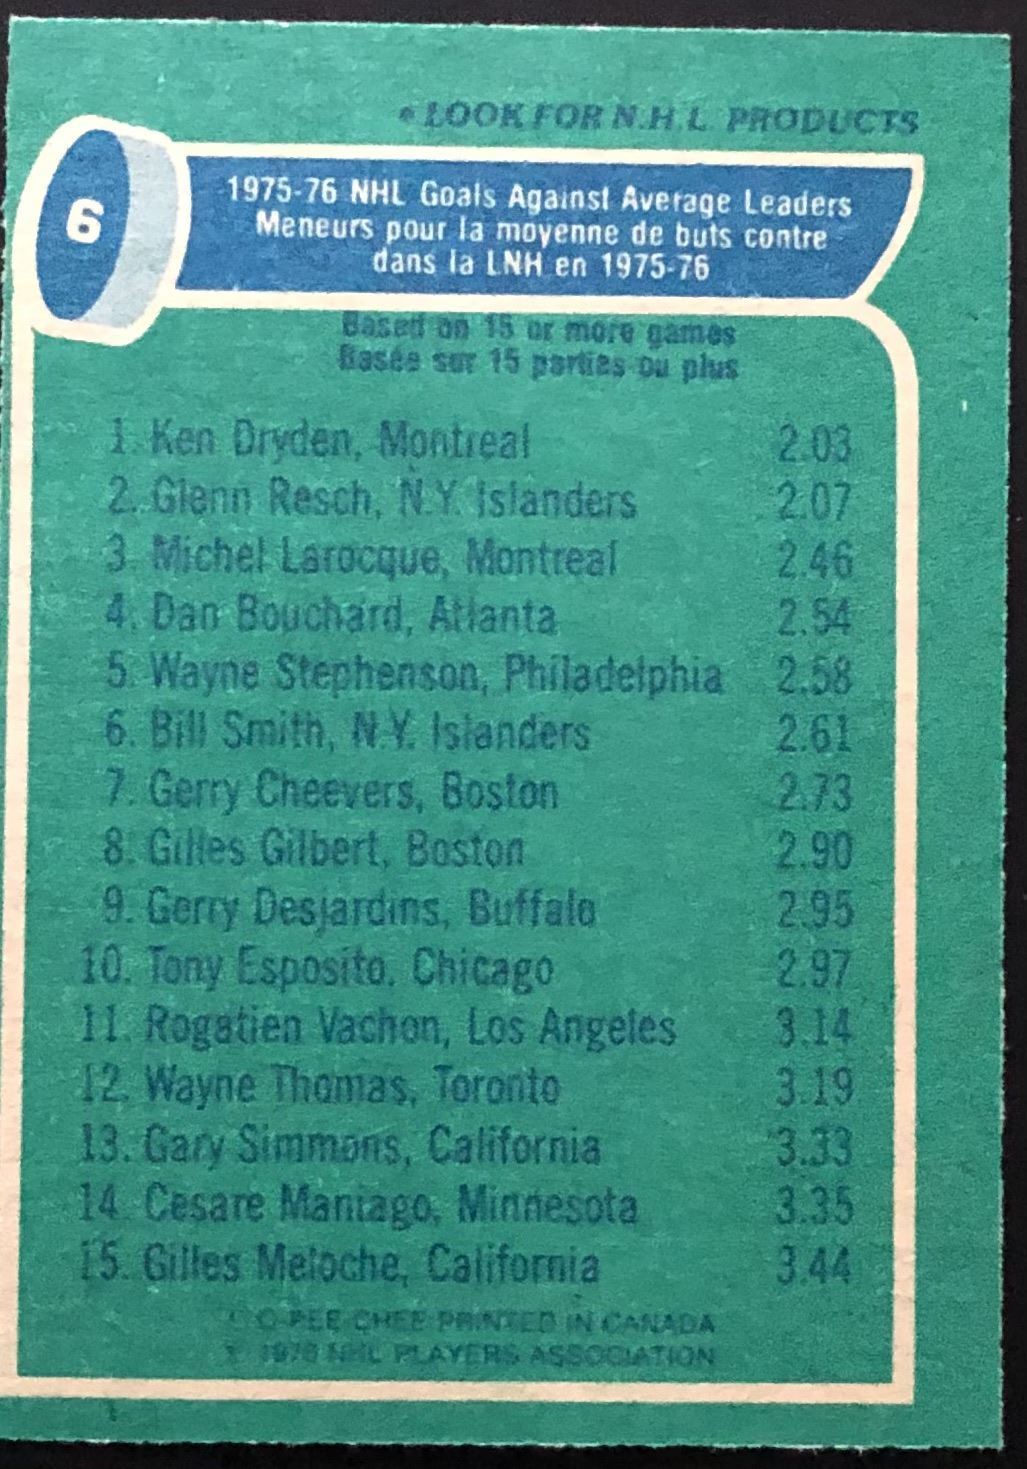 • LOOK FOR N.H.L. PRODUCTS
6
1975-76 NHL Goals Against Average Leaders
Meneurs pour la moyenne de buts contre
dans la LNH en 1975-76
Based on 15 or more games
Basée sur 15 parties ou plus
1. Ken Dryden, Montreal 2.03
2. Glenn Resch, N.Y. Islanders 2.07
3. Michel Larocque, Montreal 2.46
4. Dan Bouchard, Atlanta 2.54
5. Wayne Stephenson, Philadelphia 2.58
6. Bill Smith, N.Y. Islanders 2.61
7. Gerry Cheevers, Boston 2.73
8. Gilles Gilbert, Boston 2.90
9. Gerry Desjardins, Buffalo 2.95
10. Tony Esposito, Chicago 2.97
11. Rogatien Vachon, Los Angeles 3.14
12. Wayne Thomas, Toronto 3.19
13. Gary Simmons, California 3.33
14. Cesare Maniago, Minnesota 3.35
15. Gilles Meloche, California 3.44
O-PEE-CHEE PRINTED IN CANADA
1976 NHL PLAYERS ASSOCIATION